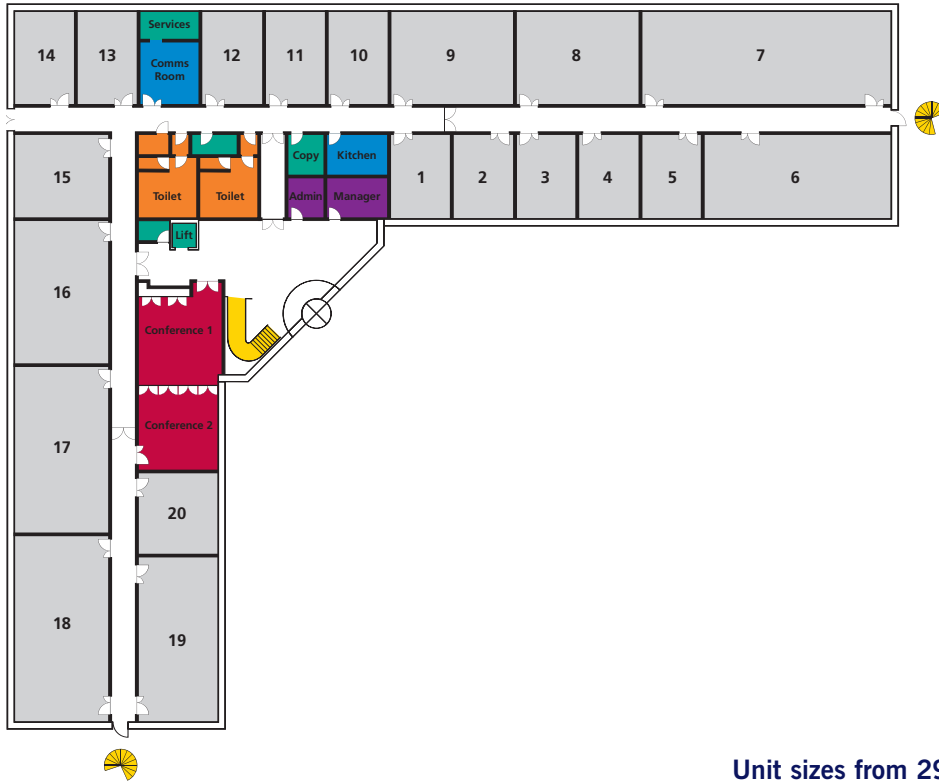 Services
14
13
Comms
Room
12
11
10
9
8
7
15
Copy
Kitchen
1
2
3
4
5
6
Toilet
Toilet
Admin
Manager
Lift
16
Conference 1
17
Conference 2
20
18
19
Unit sizes from 29